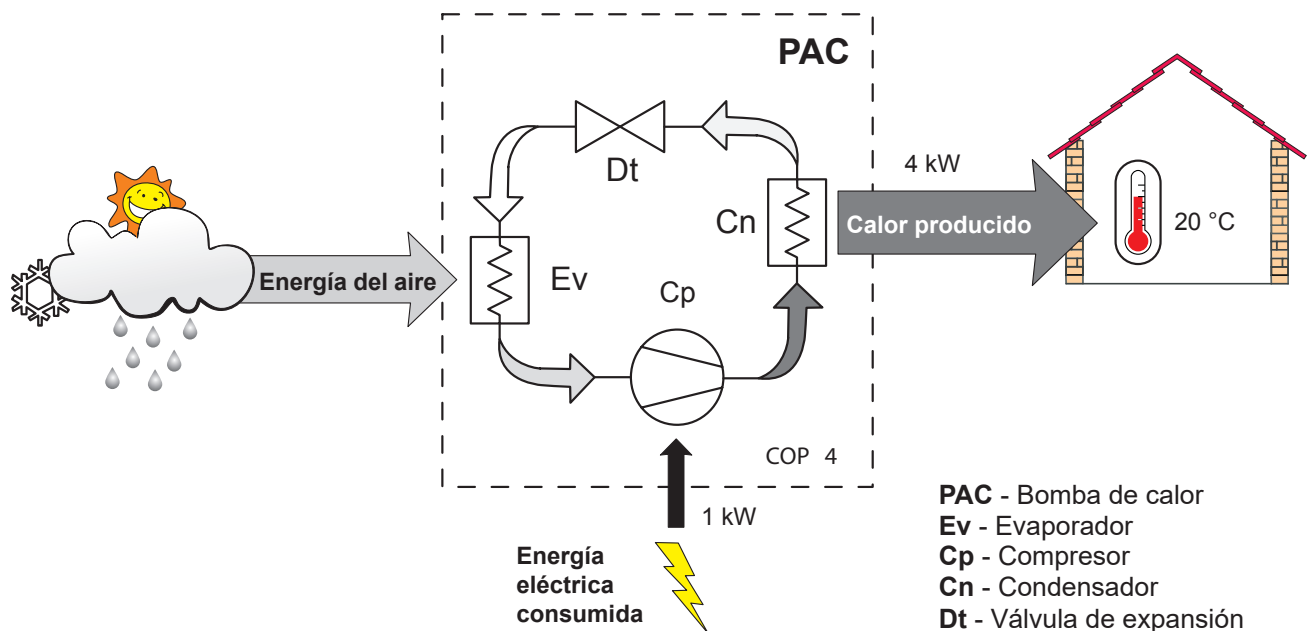 PAC
Dt
4 kW
Cn
Calor producido
20 °C
Energía del aire
Ev
Cp
COP 4
1 kW
Energía
eléctrica
consumida
PAC - Bomba de calor
Ev - Evaporador
Cp - Compresor
Cn - Condensador
Dt - Válvula de expansión